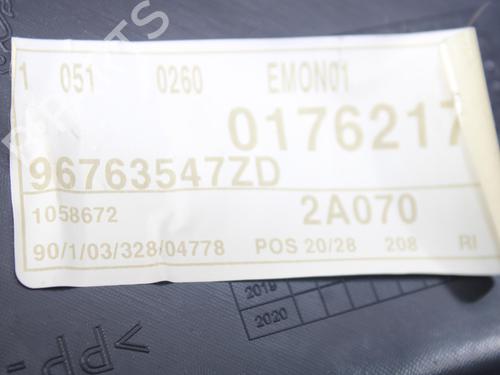 1 051 0260 EMON01
0176217
96763547ZD
1058672 2A070
90/1/03/328/04778 POS 20/28 208 RI
2019
2020
>PP-